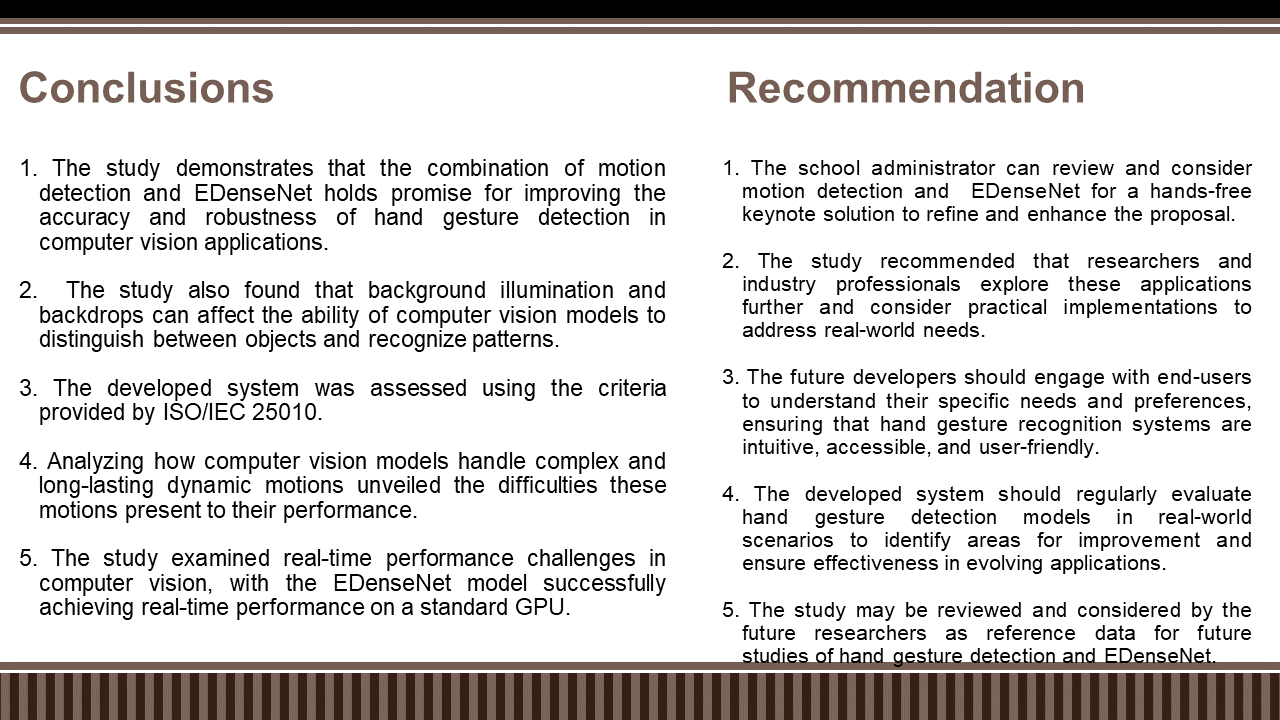 Conclusions
1. The study demonstrates that the combination of motion
detection and EDenseNet holds promise for improving the
accuracy and robustness of hand gesture detection in
computer vision applications.
2. The study also found that background illumination and
backdrops can affect the ability of computer vision models to
distinguish between objects and recognize patterns.
3. The developed system was assessed using the criteria
provided by ISO/IEC 25010.
4. Analyzing how computer vision models handle complex and
long-lasting dynamic motions unveiled the difficulties these
motions present to their performance.
5. The study examined real-time performance challenges in
computer vision, with the EDenseNet model successfully
achieving real-time performance on a standard GPU.
Recommendation
1. The school administrator can review and consider
motion detection and EDenseNet for a hands-free
keynote solution to refine and enhance the proposal.
2. The study recommended that researchers and
industry professionals explore these applications
further and consider practical implementations to
address real-world needs.
3. The future developers should engage with end-users
to understand their specific needs and preferences,
ensuring that hand gesture recognition systems are
intuitive, accessible, and user-friendly.
4. The developed system should regularly evaluate
hand gesture detection models in real-world
scenarios to identify areas for improvement and
ensure effectiveness in evolving applications.
5. The study may be reviewed and considered by the
future researchers as reference data for future
studies of hand gesture detection and EDenseNet.